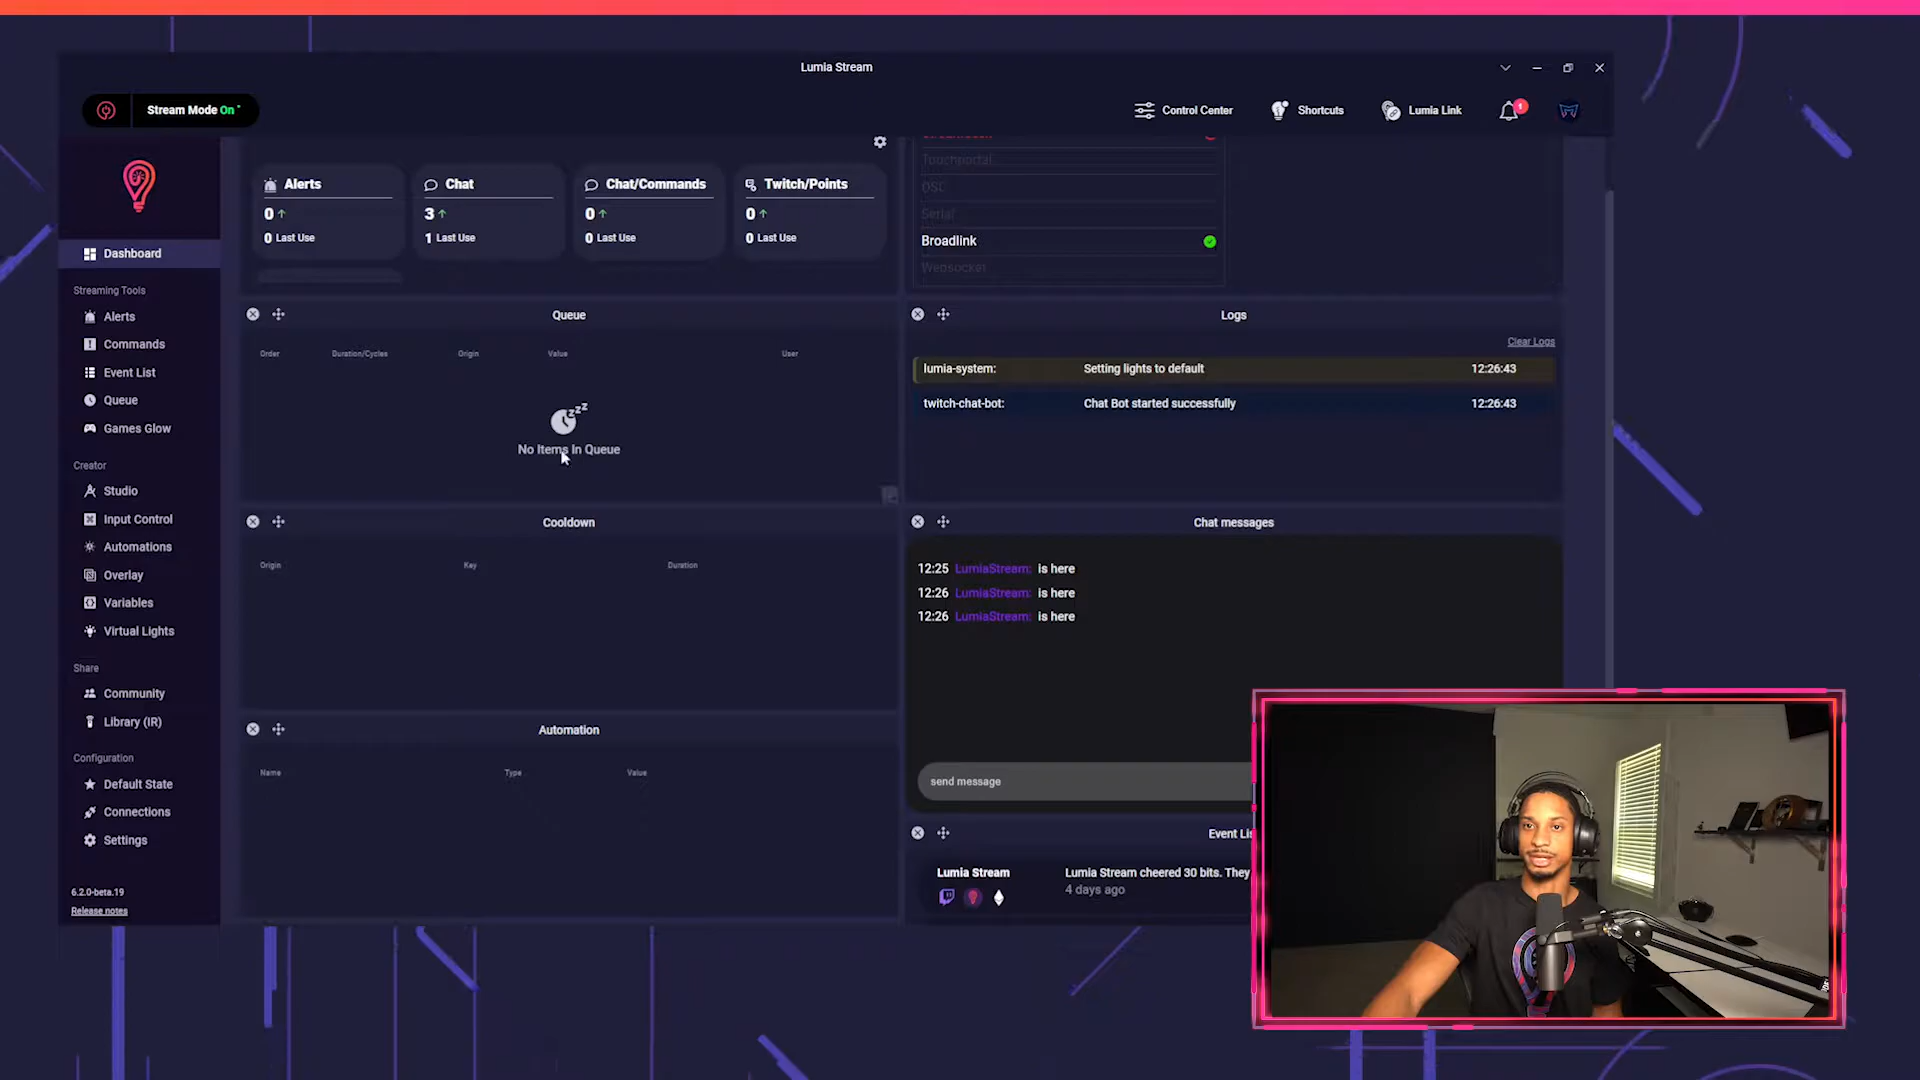 Lumia Stream
Stream Mode On
Control Center
Shortcuts
Lumia Link
1
Dashboard
Streaming Tools
Alerts
Commands
Event List
Queue
Games Glow
Creator
Studio
Input Control
Automations
Overlay
Variables
Virtual Lights
Share
Community
Library (IR)
Configuration
Default State
Connections
Settings
6.2.0-beta.19
Release notes
Alerts
0
0 Last Use
Chat
3
1 Last Use
Chat/Commands
0
0 Last Use
Twitch/Points
0
0 Last Use
Touchportal
OSC
Serial
Broadlink
Websocket
Queue
Order Duration/Cycles Origin Value User
zzz
No Items In Queue
Logs
Clear Logs
lumia-system: Setting lights to default 12:26:43
twitch-chat-bot: Chat Bot started successfully 12:26:43
Cooldown
Origin Key Duration
Chat messages
12:25 LumiaStream: is here
12:26 LumiaStream: is here
12:26 LumiaStream: is here
send message
Automation
Name Type Value
Event
Lumia Stream Lumia Stream cheered 30 bits. They
4 days ago